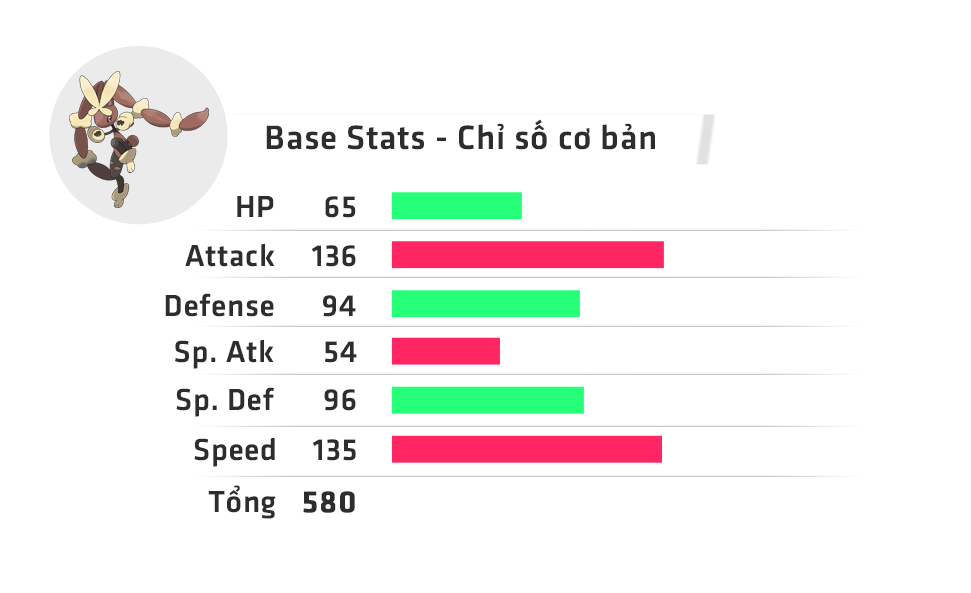 Base Stats - Chỉ số cơ bản
HP 65
Attack 136
Defense 94
Sp. Atk 54
Sp. Def 96
Speed 135
Tổng 580